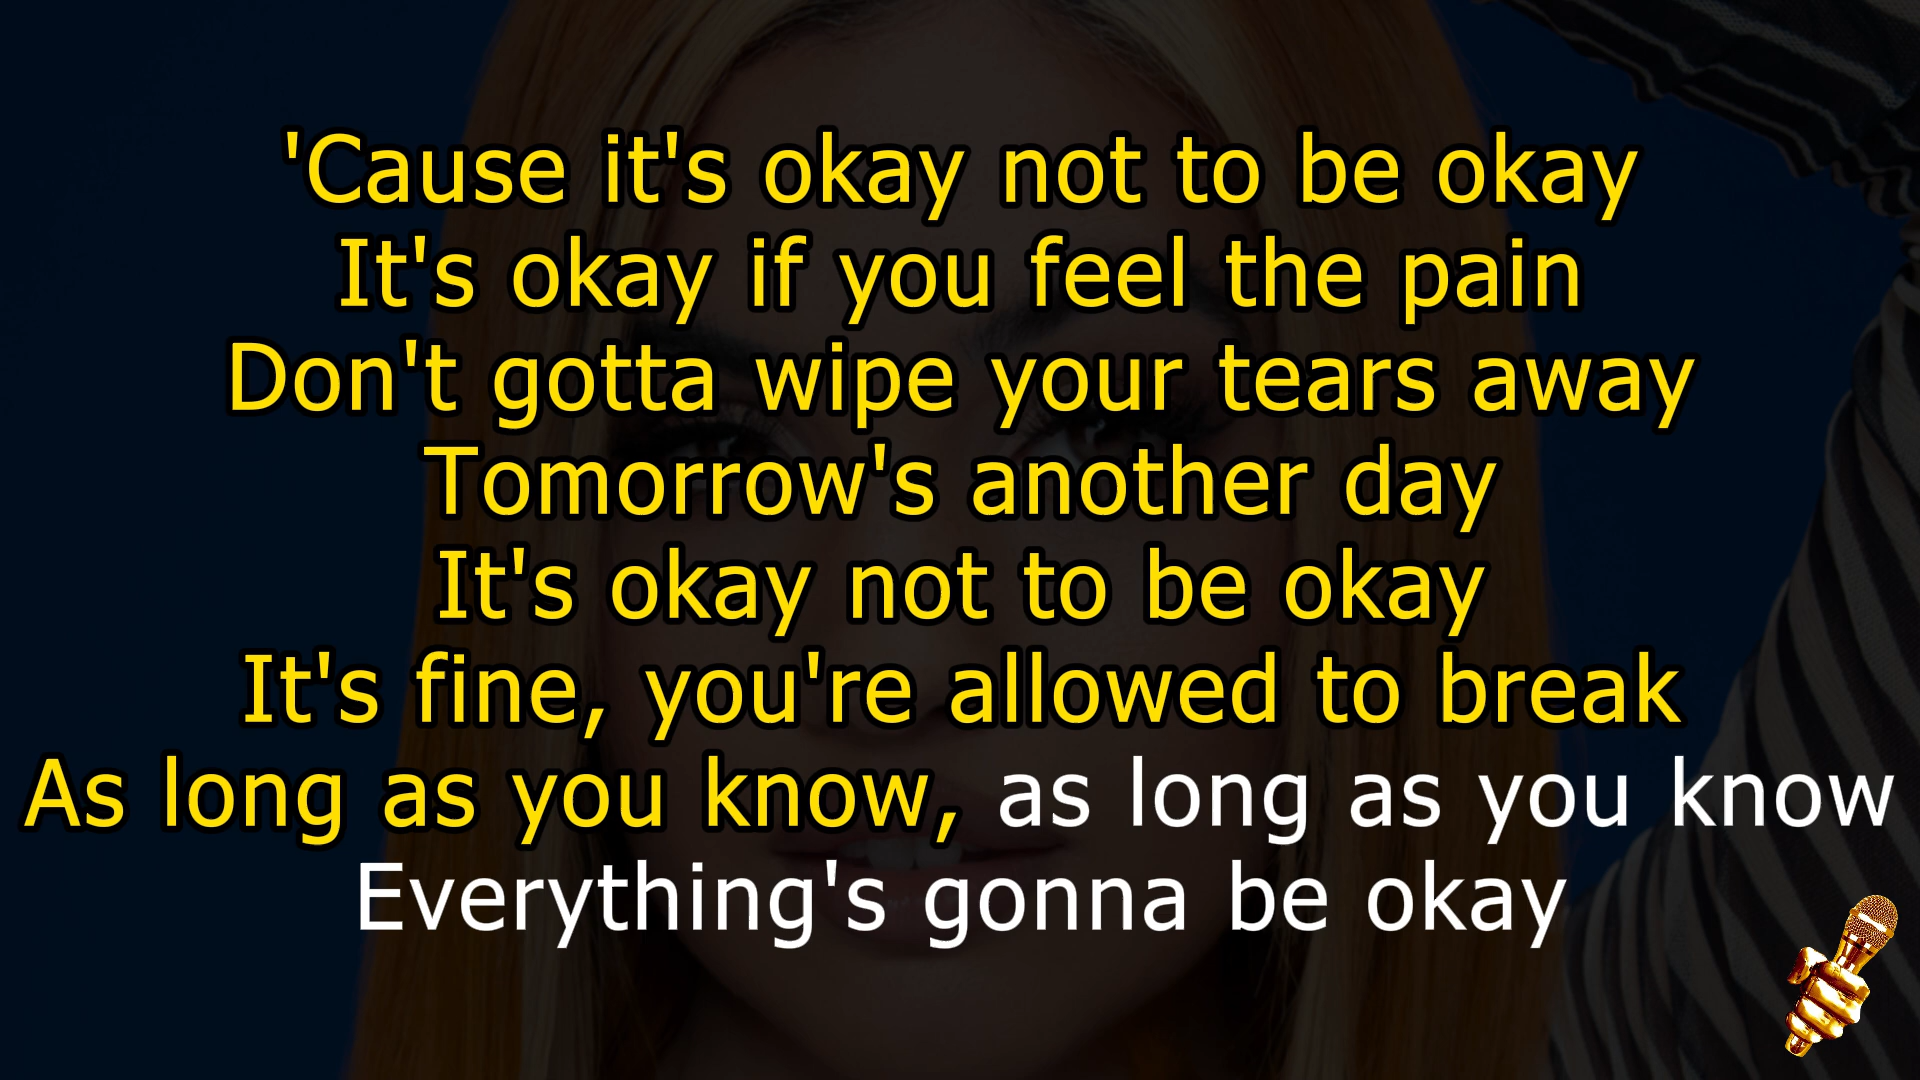 'Cause it's okay not to be okay
It's okay if you feel the pain
Don't gotta wipe your tears away
Tomorrow's another day
It's okay not to be okay
It's fine, you're allowed to break
As long as you know, as long as you know
Everything's gonna be okay